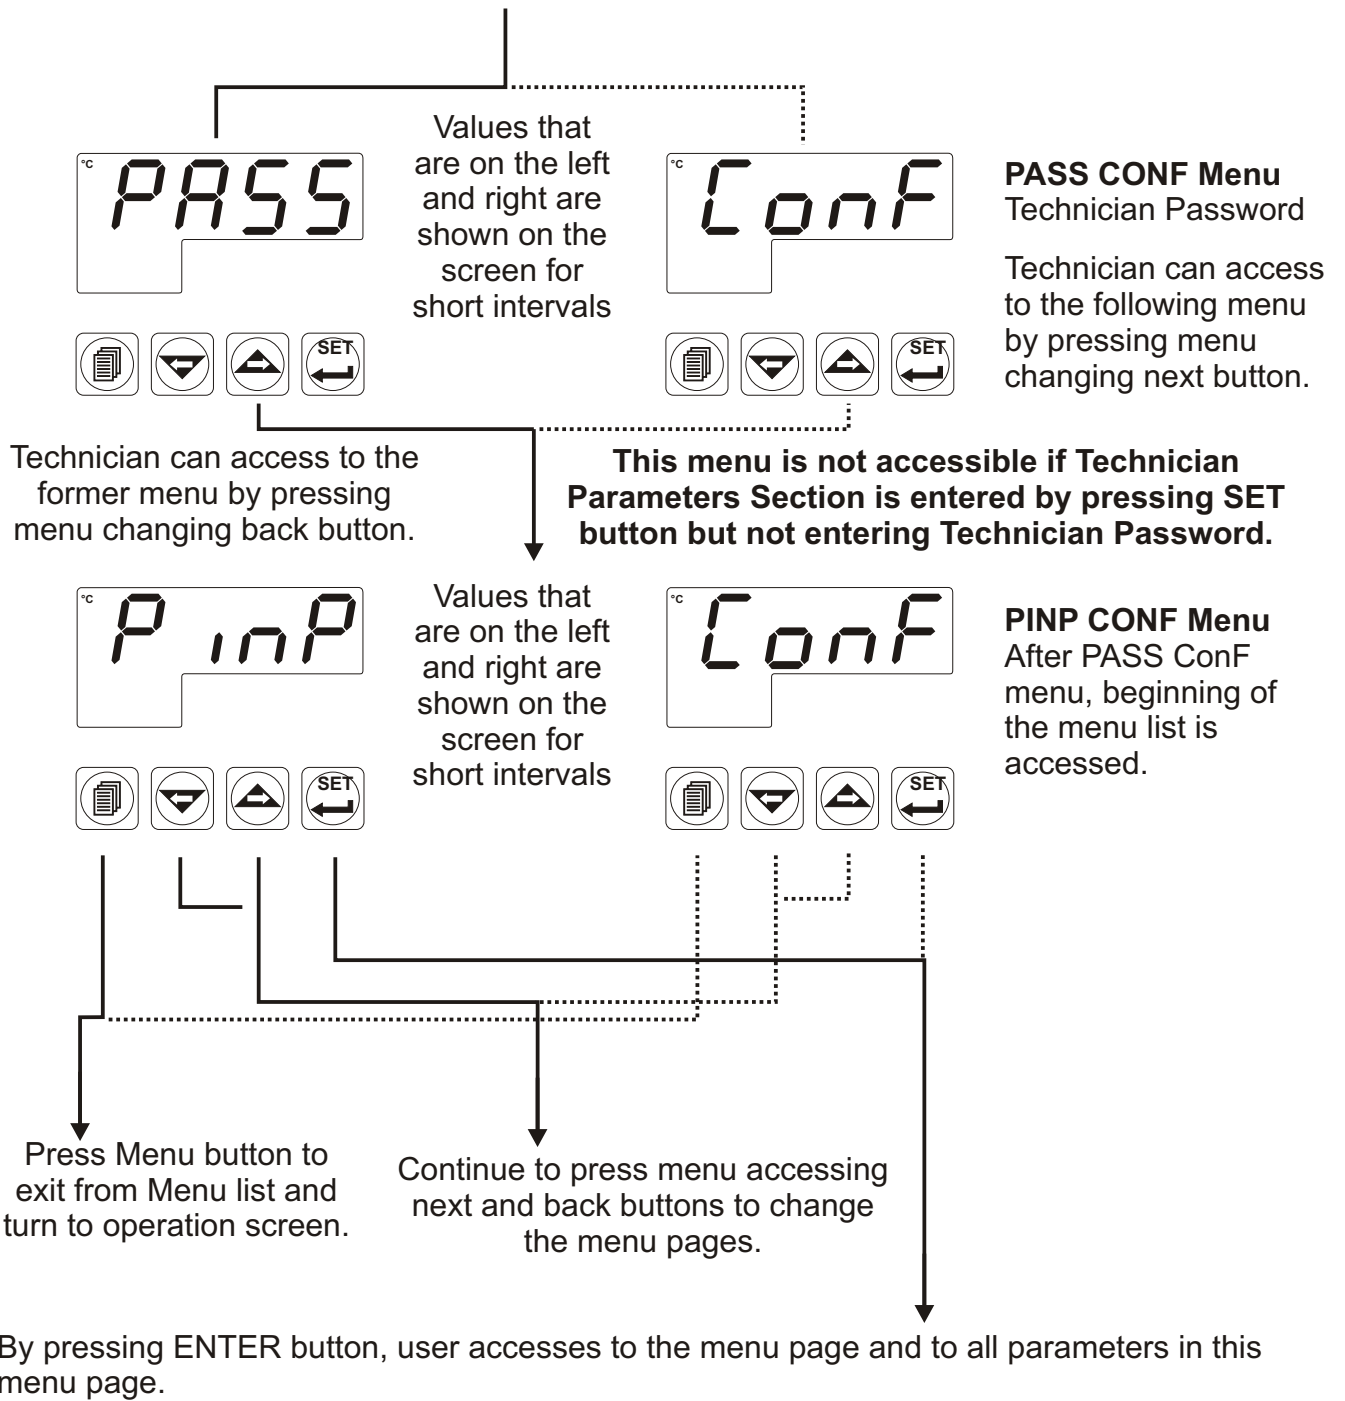 °C
PASS
SET
Values that
are on the left
and right are
shown on the
screen for
short intervals
°C
ConF
SET
PASS CONF Menu
Technician Password
Technician can access
to the following menu
by pressing menu
changing next button.
Technician can access to the
former menu by pressing
menu changing back button.
This menu is not accessible if Technician
Parameters Section is entered by pressing SET
button but not entering Technician Password.
°C
PinP
SET
Values that
are on the left
and right are
shown on the
screen for
short intervals
°C
ConF
SET
PINP CONF Menu
After PASS ConF
menu, beginning of
the menu list is
accessed.
Press Menu button to
exit from Menu list and
turn to operation screen.
Continue to press menu accessing
next and back buttons to change
the menu pages.
By pressing ENTER button, user accesses to the menu page and to all parameters in this
menu page.